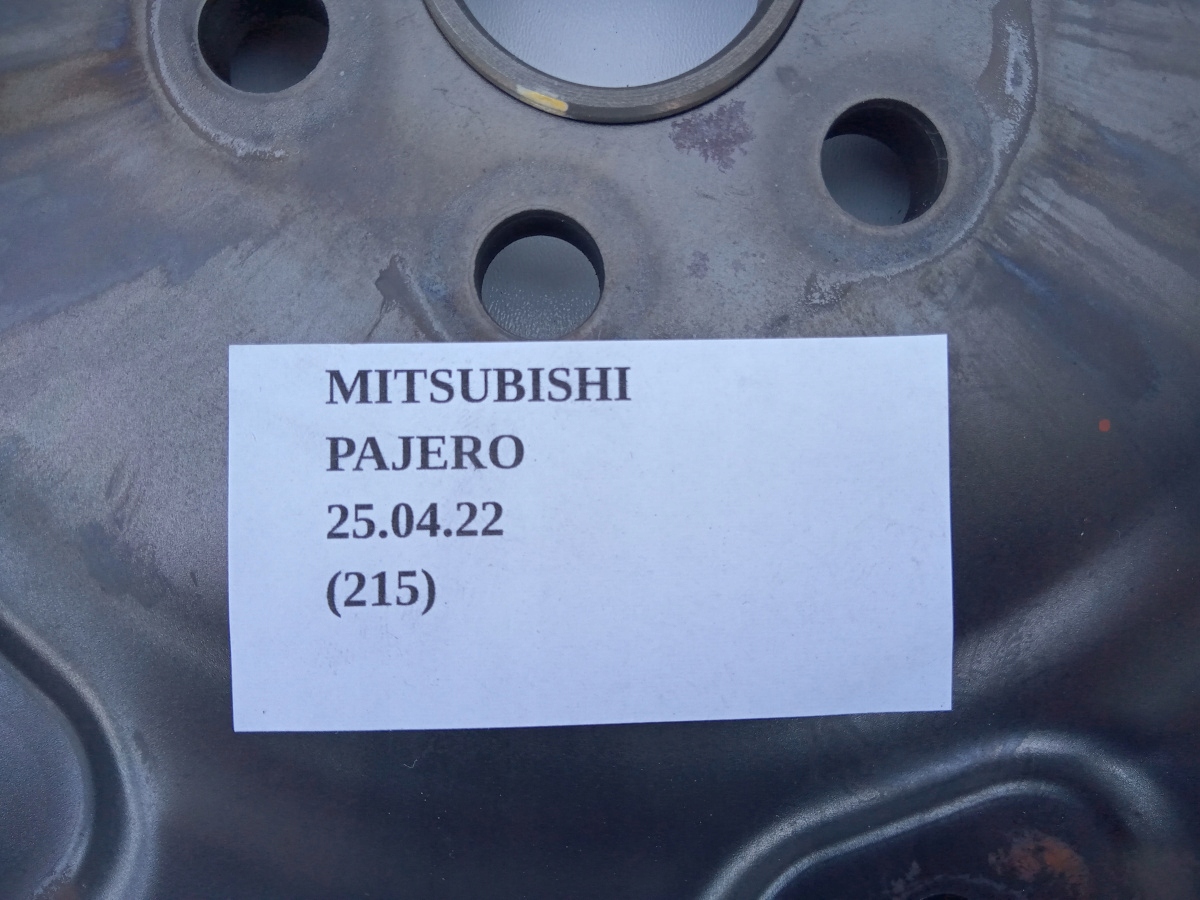 MITSUBISHI
PAJERO
25.04.22
(215)